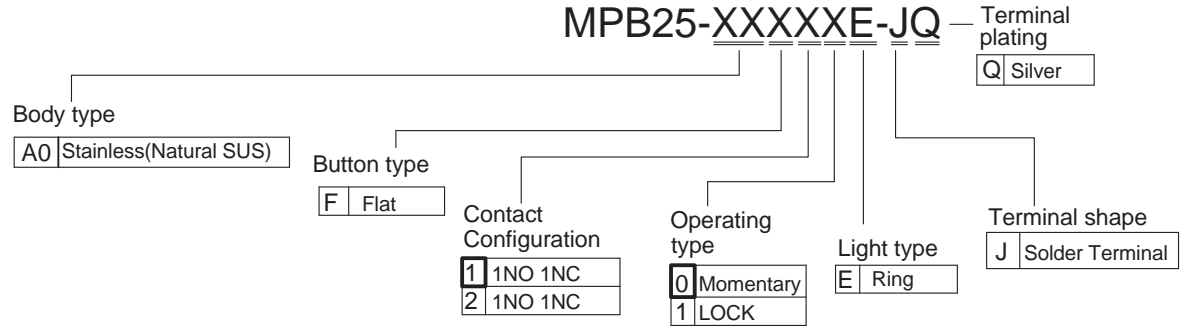 MPB25-XXXXXE-JQ
Terminal
plating
Q Silver
Body type
A0 Stainless(Natural SUS)
Button type
F Flat
Contact
Configuration
1 1NO 1NC
2 1NO 1NC
Operating
type
0 Momentary
1 LOCK
Light type
E Ring
Terminal shape
J Solder Terminal